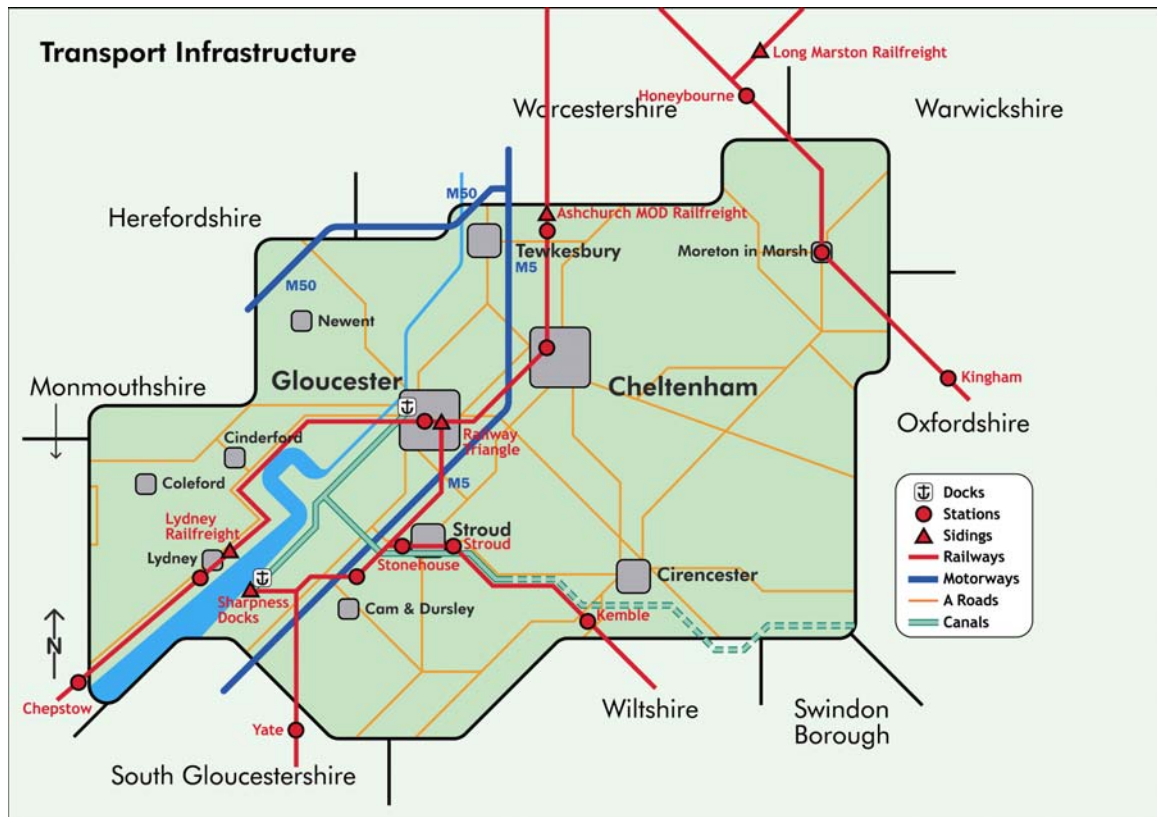 Transport Infrastructure
Long Marston Railfreight
Honeybourne
Worcestershire
Warwickshire
M50
Herefordshire
Ashchurch MOD Railfreight
Tewkesbury
Moreton in Marsh
M5
M50
Newent
Gloucester
Cheltenham
Kingham
Monmouthshire
Oxfordshire
Railway
Triangle
Cinderford
Coleford
M5
Lydney
Railfreight
Stroud
Stroud
Lydney
Stonehouse
Cirencester
Sharpness
Docks
Cam & Dursley
Kemble
N
Chepstow
Yate
Wiltshire
Swindon
Borough
South Gloucestershire
Docks
Stations
Sidings
Railways
Motorways
A Roads
Canals